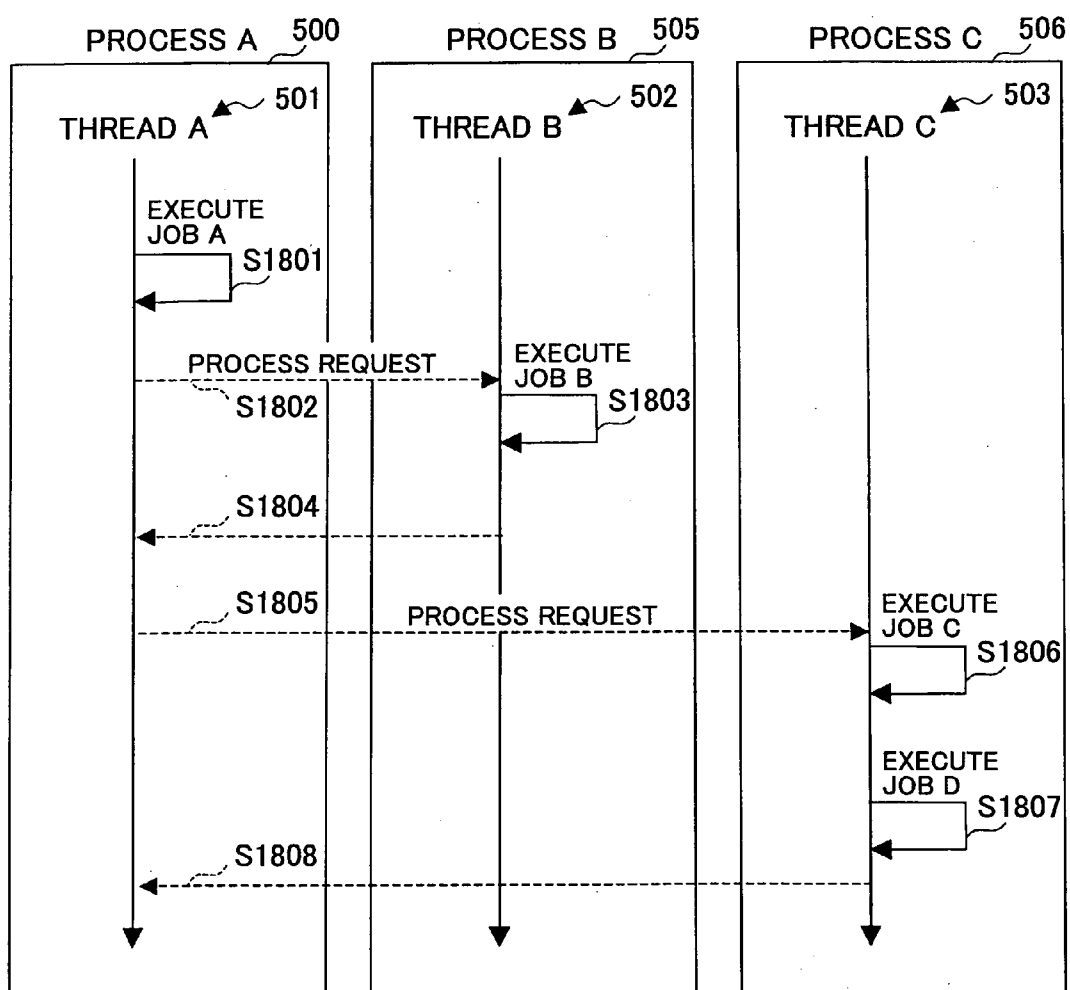 PROCESS A 500
PROCESS B 505
PROCESS C 506
THREAD A 501
THREAD B 502
THREAD C 503
EXECUTE
JOB A
S1801
PROCESS REQUEST
S1802
EXECUTE
JOB B
S1803
S1804
S1805
PROCESS REQUEST
EXECUTE
JOB C
S1806
EXECUTE
JOB D
S1807
S1808